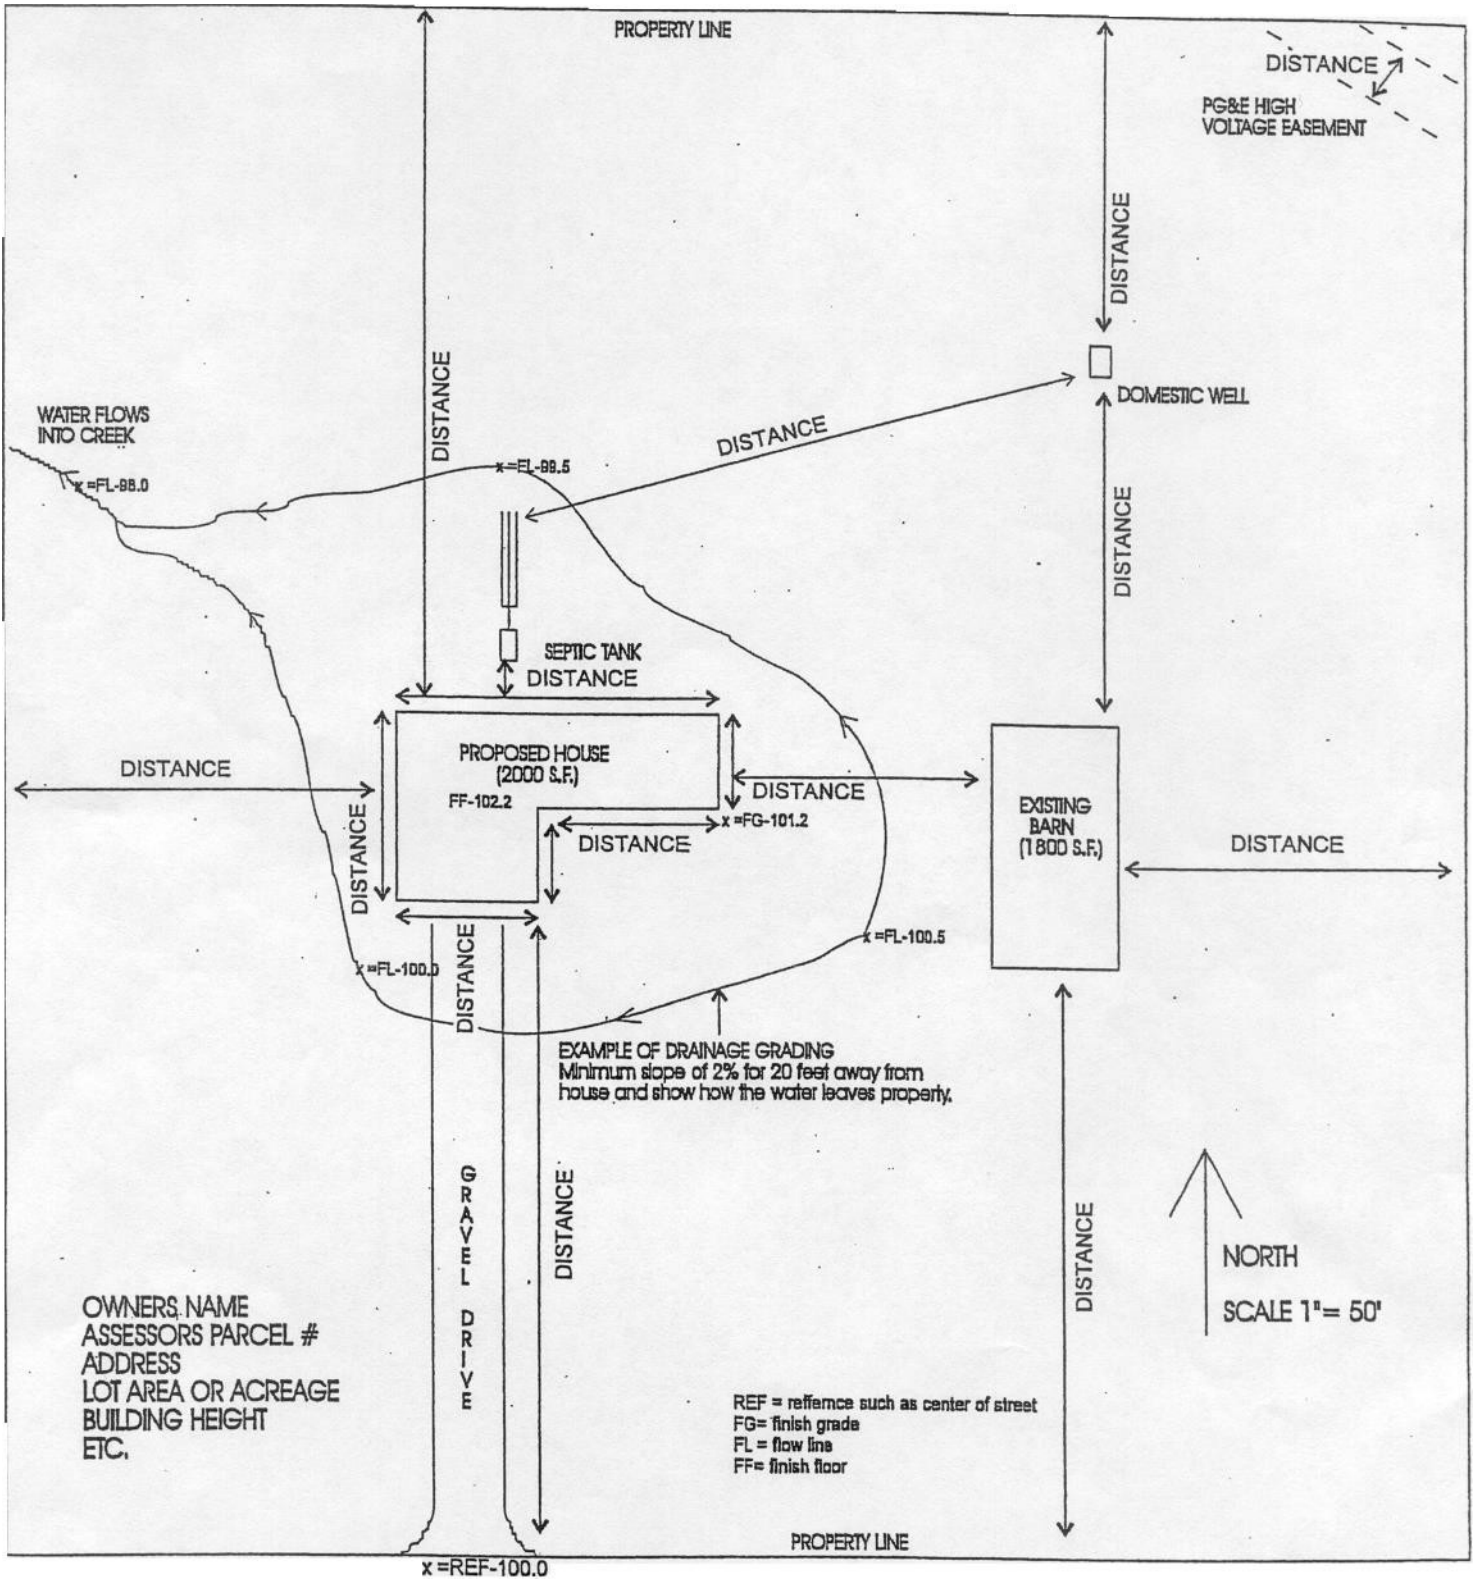 PROPERTY LINE
DISTANCE
PG&E HIGH
VOLTAGE EASEMENT
DISTANCE
DISTANCE
DOMESTIC WELL
WATER FLOWS
INTO CREEK
DISTANCE
x=FL-99.5
x=FL-98.0
DISTANCE
SEPTIC TANK
DISTANCE
PROPOSED HOUSE
(2000 S.F.)
FF-102.2
DISTANCE
DISTANCE
DISTANCE
x=FG-101.2
DISTANCE
EXISTING
BARN
(1800 S.F.)
DISTANCE
DISTANCE
x=FL-100.5
x=FL-100.0
DISTANCE
EXAMPLE OF DRAINAGE GRADING
Minimum slope of 2% for 20 feet away from
house and show how the water leaves property.
GRAVEL DRIVE
DISTANCE
DISTANCE
NORTH
SCALE 1"= 50'
OWNERS NAME
ASSESSORS PARCEL #
ADDRESS
LOT AREA OR ACREAGE
BUILDING HEIGHT
ETC.
REF = reffernce such as center of street
FG= finish grade
FL = flow line
FF= finish floor
PROPERTY LINE
x=REF-100.0